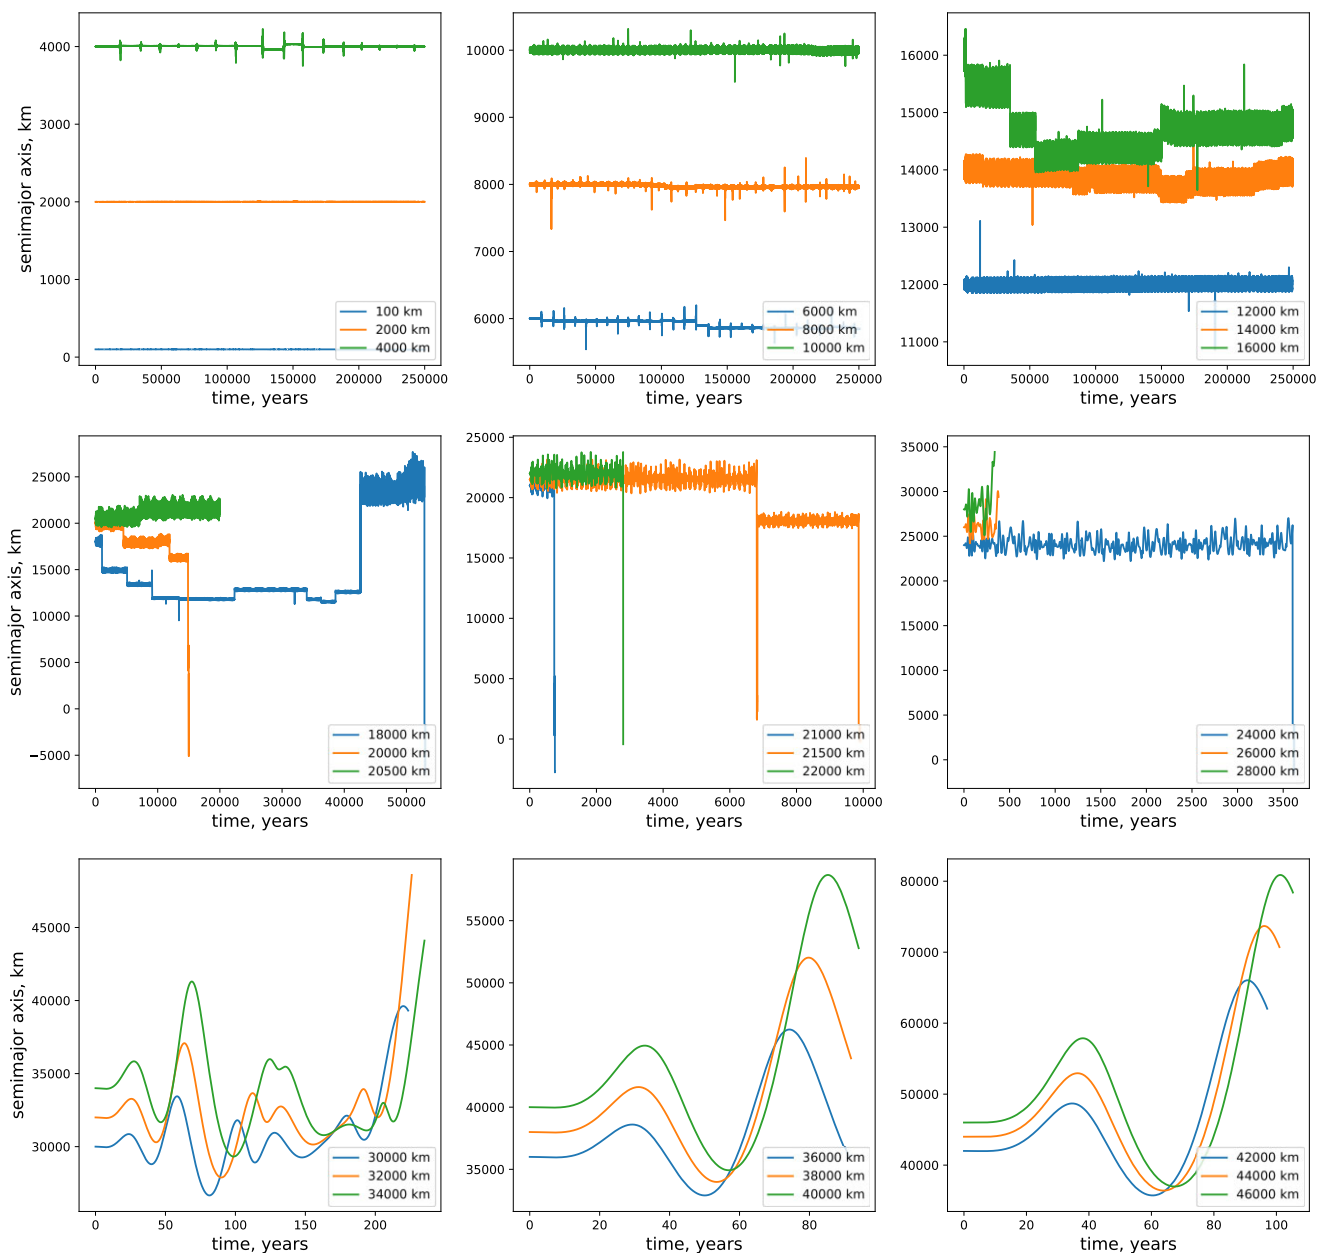 semimajor axis, km
4000
3000
2000
1000
0
100 km
2000 km
4000 km
0 50000 100000 150000 200000 250000
time, years
10000
9000
8000
7000
6000
6000 km
8000 km
10000 km
0 50000 100000 150000 200000 250000
time, years
16000
15000
14000
13000
12000
11000
12000 km
14000 km
16000 km
0 50000 100000 150000 200000 250000
time, years
semimajor axis, km
25000
20000
15000
10000
5000
0
−5000
18000 km
20000 km
20500 km
0 10000 20000 30000 40000 50000
time, years
25000
20000
15000
10000
5000
0
21000 km
21500 km
22000 km
0 2000 4000 6000 8000 10000
time, years
35000
30000
25000
20000
15000
10000
5000
0
24000 km
26000 km
28000 km
0 500 1000 1500 2000 2500 3000 3500
time, years
semimajor axis, km
45000
40000
35000
30000
30000 km
32000 km
34000 km
0 50 100 150 200
time, years
55000
50000
45000
40000
35000
36000 km
38000 km
40000 km
0 20 40 60 80
time, years
80000
70000
60000
50000
40000
42000 km
44000 km
46000 km
0 20 40 60 80 100
time, years